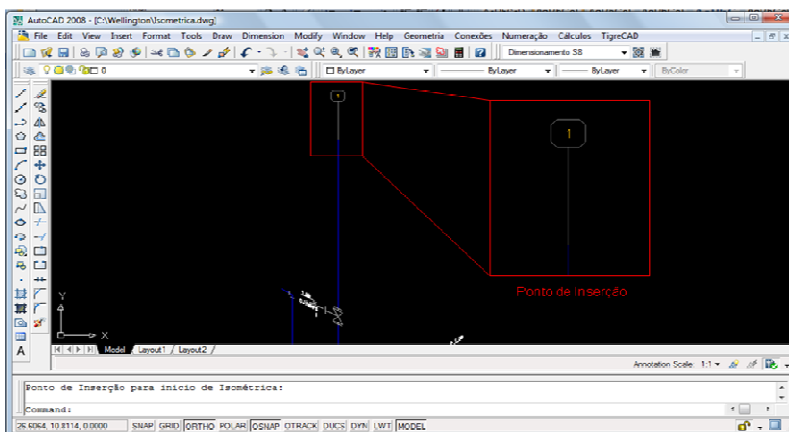 AutoCAD 2008 - [C:\Wellington\Isometrica.dwg]
File Edit View Insert Format Tools Draw Dimension Modify Window Help Geometria Conexões Numeração Cálculos TigreCAD
Dimensionamento S8
0 ByLayer ByLayer ByLayer ByColor
1
1
Ponto de Inserção
Y
X
Model Layout1 Layout2
A
Annotation Scale: 1:1
Ponto de Inserção para inicio de Isométrica:
Command:
26.6064, 10.8114, 0.0000 SNAP GRID ORTHO POLAR OSNAP OTRACK DUCS DYN LWT MODEL